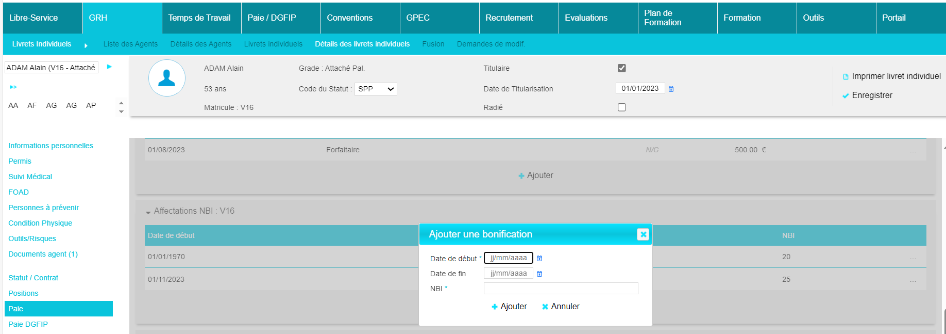 Libre-Service GRH Temps de Travail Paie / DGFIP Conventions GPEC Recrutement Evaluations Plan de Formation Formation Outils Portail
Livrets Individuels Liste des Agents Détails des Agents Livrets Individuels Détails des livrets individuels Fusion Demandes de modif.
ADAM Alain (V16 - Attaché
AA AF AG AG AP
ADAM Alain Grade : Attaché Pal. Titulaire
53 ans Code du Statut : SPP Date de Titularisation 01/01/2023
Matricule : V16 Radié
Imprimer livret individuel
Enregistrer
Informations personnelles
Permis
Suivi Médical
FOAD
Personnes à prévenir
Condition Physique
Outils/Risques
Documents agent (1)
Statut / Contrat
Positions
Paie
Paie DGFIP
01/08/2023 Forfaitaire N/D 500.00 €
Ajouter
Affectations NBI : V16
Date de début NBI
01/01/1970 20 ...
01/11/2023 25 ...
Ajouter une bonification
Date de début * jj/mm/aaaa
Date de fin jj/mm/aaaa
NBI *
Ajouter Annuler